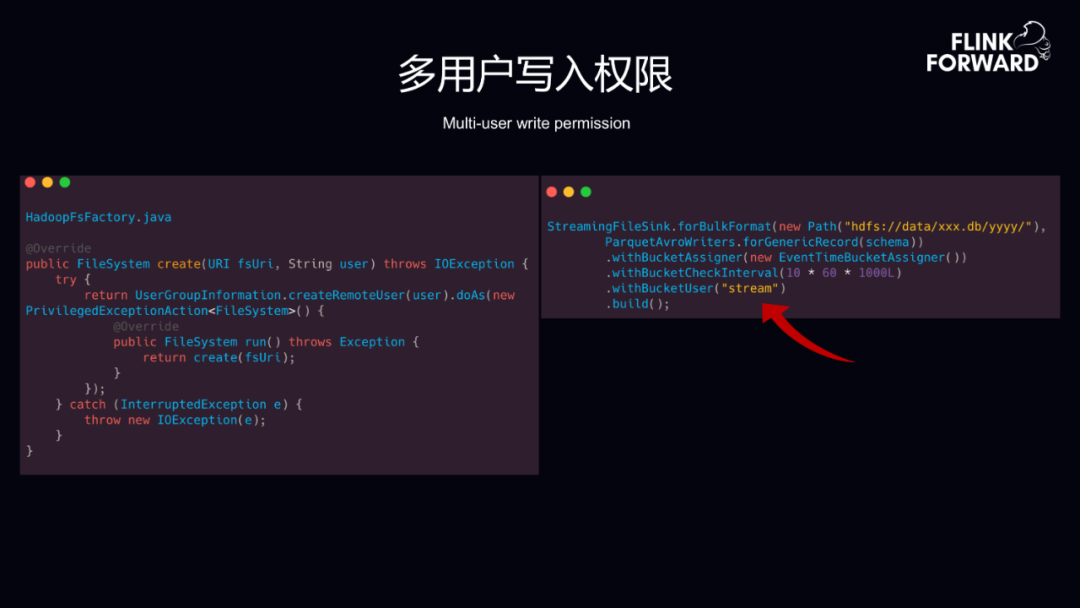 FLINK
FORWARD
多用户写入权限
Multi-user write permission
HadoopFsFactory.java
@Override
public FileSystem create(URI fsUri, String user) throws IOException {
    try {
        return UserGroupInformation.createRemoteUser(user).doAs(new
PrivilegedExceptionAction<FileSystem>() {
            @Override
            public FileSystem run() throws Exception {
                return create(fsUri);
            }
        });
    } catch (InterruptedException e) {
        throw new IOException(e);
    }
}
StreamingFileSink.forBulkFormat(new Path("hdfs://data/xxx.db/yyyy/"),
        ParquetAvroWriters.forGenericRecord(schema))
        .withBucketAssigner(new EventTimeBucketAssigner())
        .withBucketCheckInterval(10 * 60 * 1000L)
        .withBucketUser("stream")
        .build();